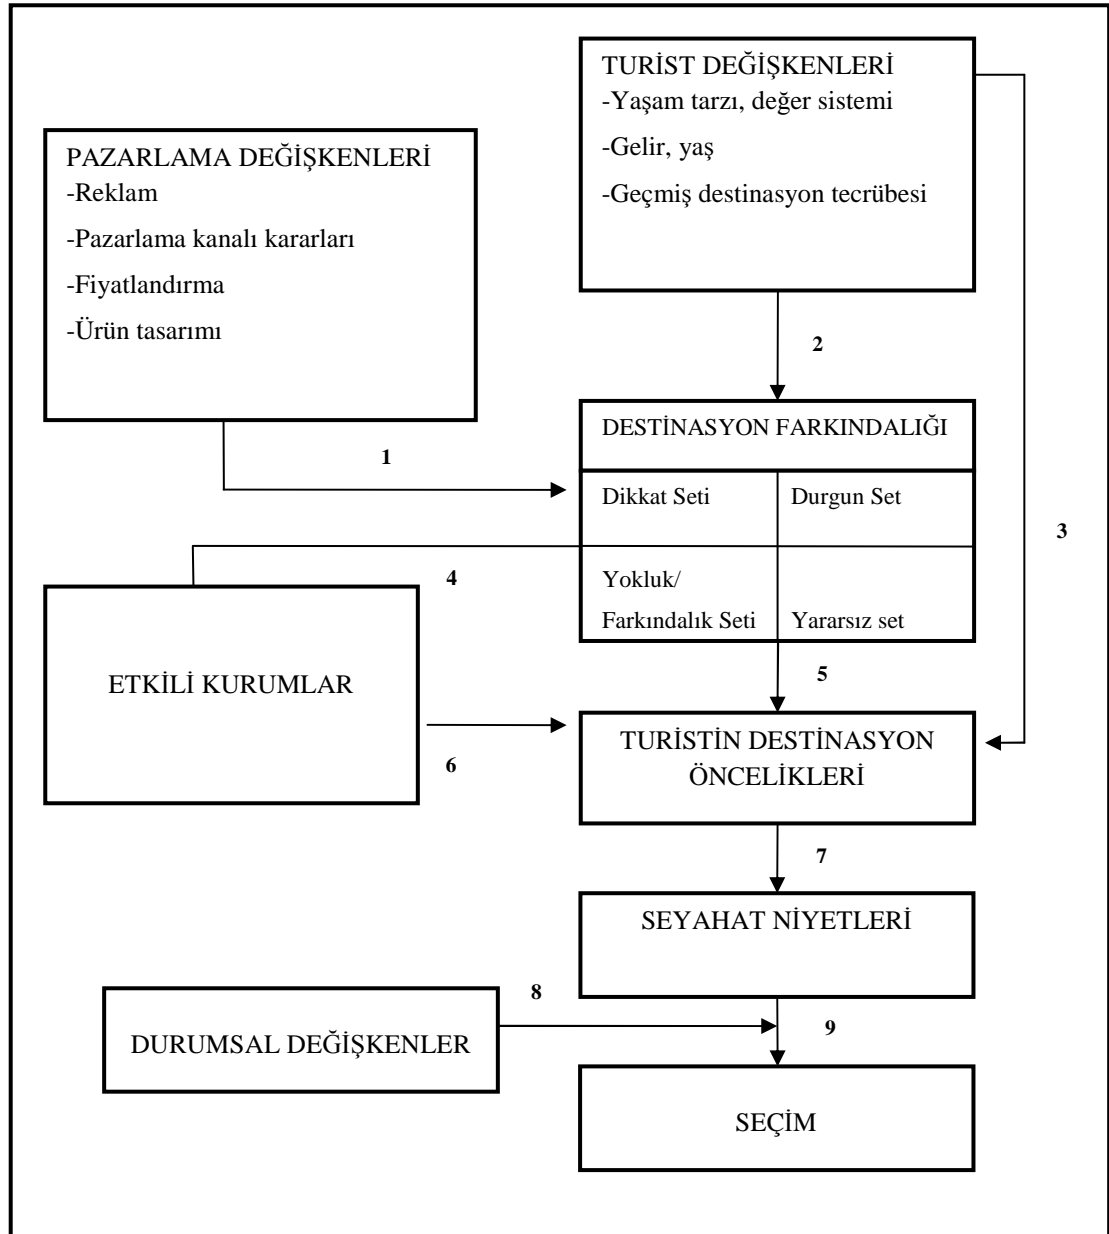 TURİST DEĞİŞKENLERİ
-Yaşam tarzı, değer sistemi
-Gelir, yaş
-Geçmiş destinasyon tecrübesi
PAZARLAMA DEĞİŞKENLERİ
-Reklam
-Pazarlama kanalı kararları
-Fiyatlandırma
-Ürün tasarımı
2
DESTİNASYON FARKINDALIĞI
1
Dikkat Seti
Durgun Set
3
4
Yokluk/
Farkındalık Seti
Yararsız set
ETKİLİ KURUMLAR
5
TURİSTİN DESTİNASYON
ÖNCELİKLERİ
6
7
SEYAHAT NİYETLERİ
8
DURUMSAL DEĞİŞKENLER
9
SEÇİM